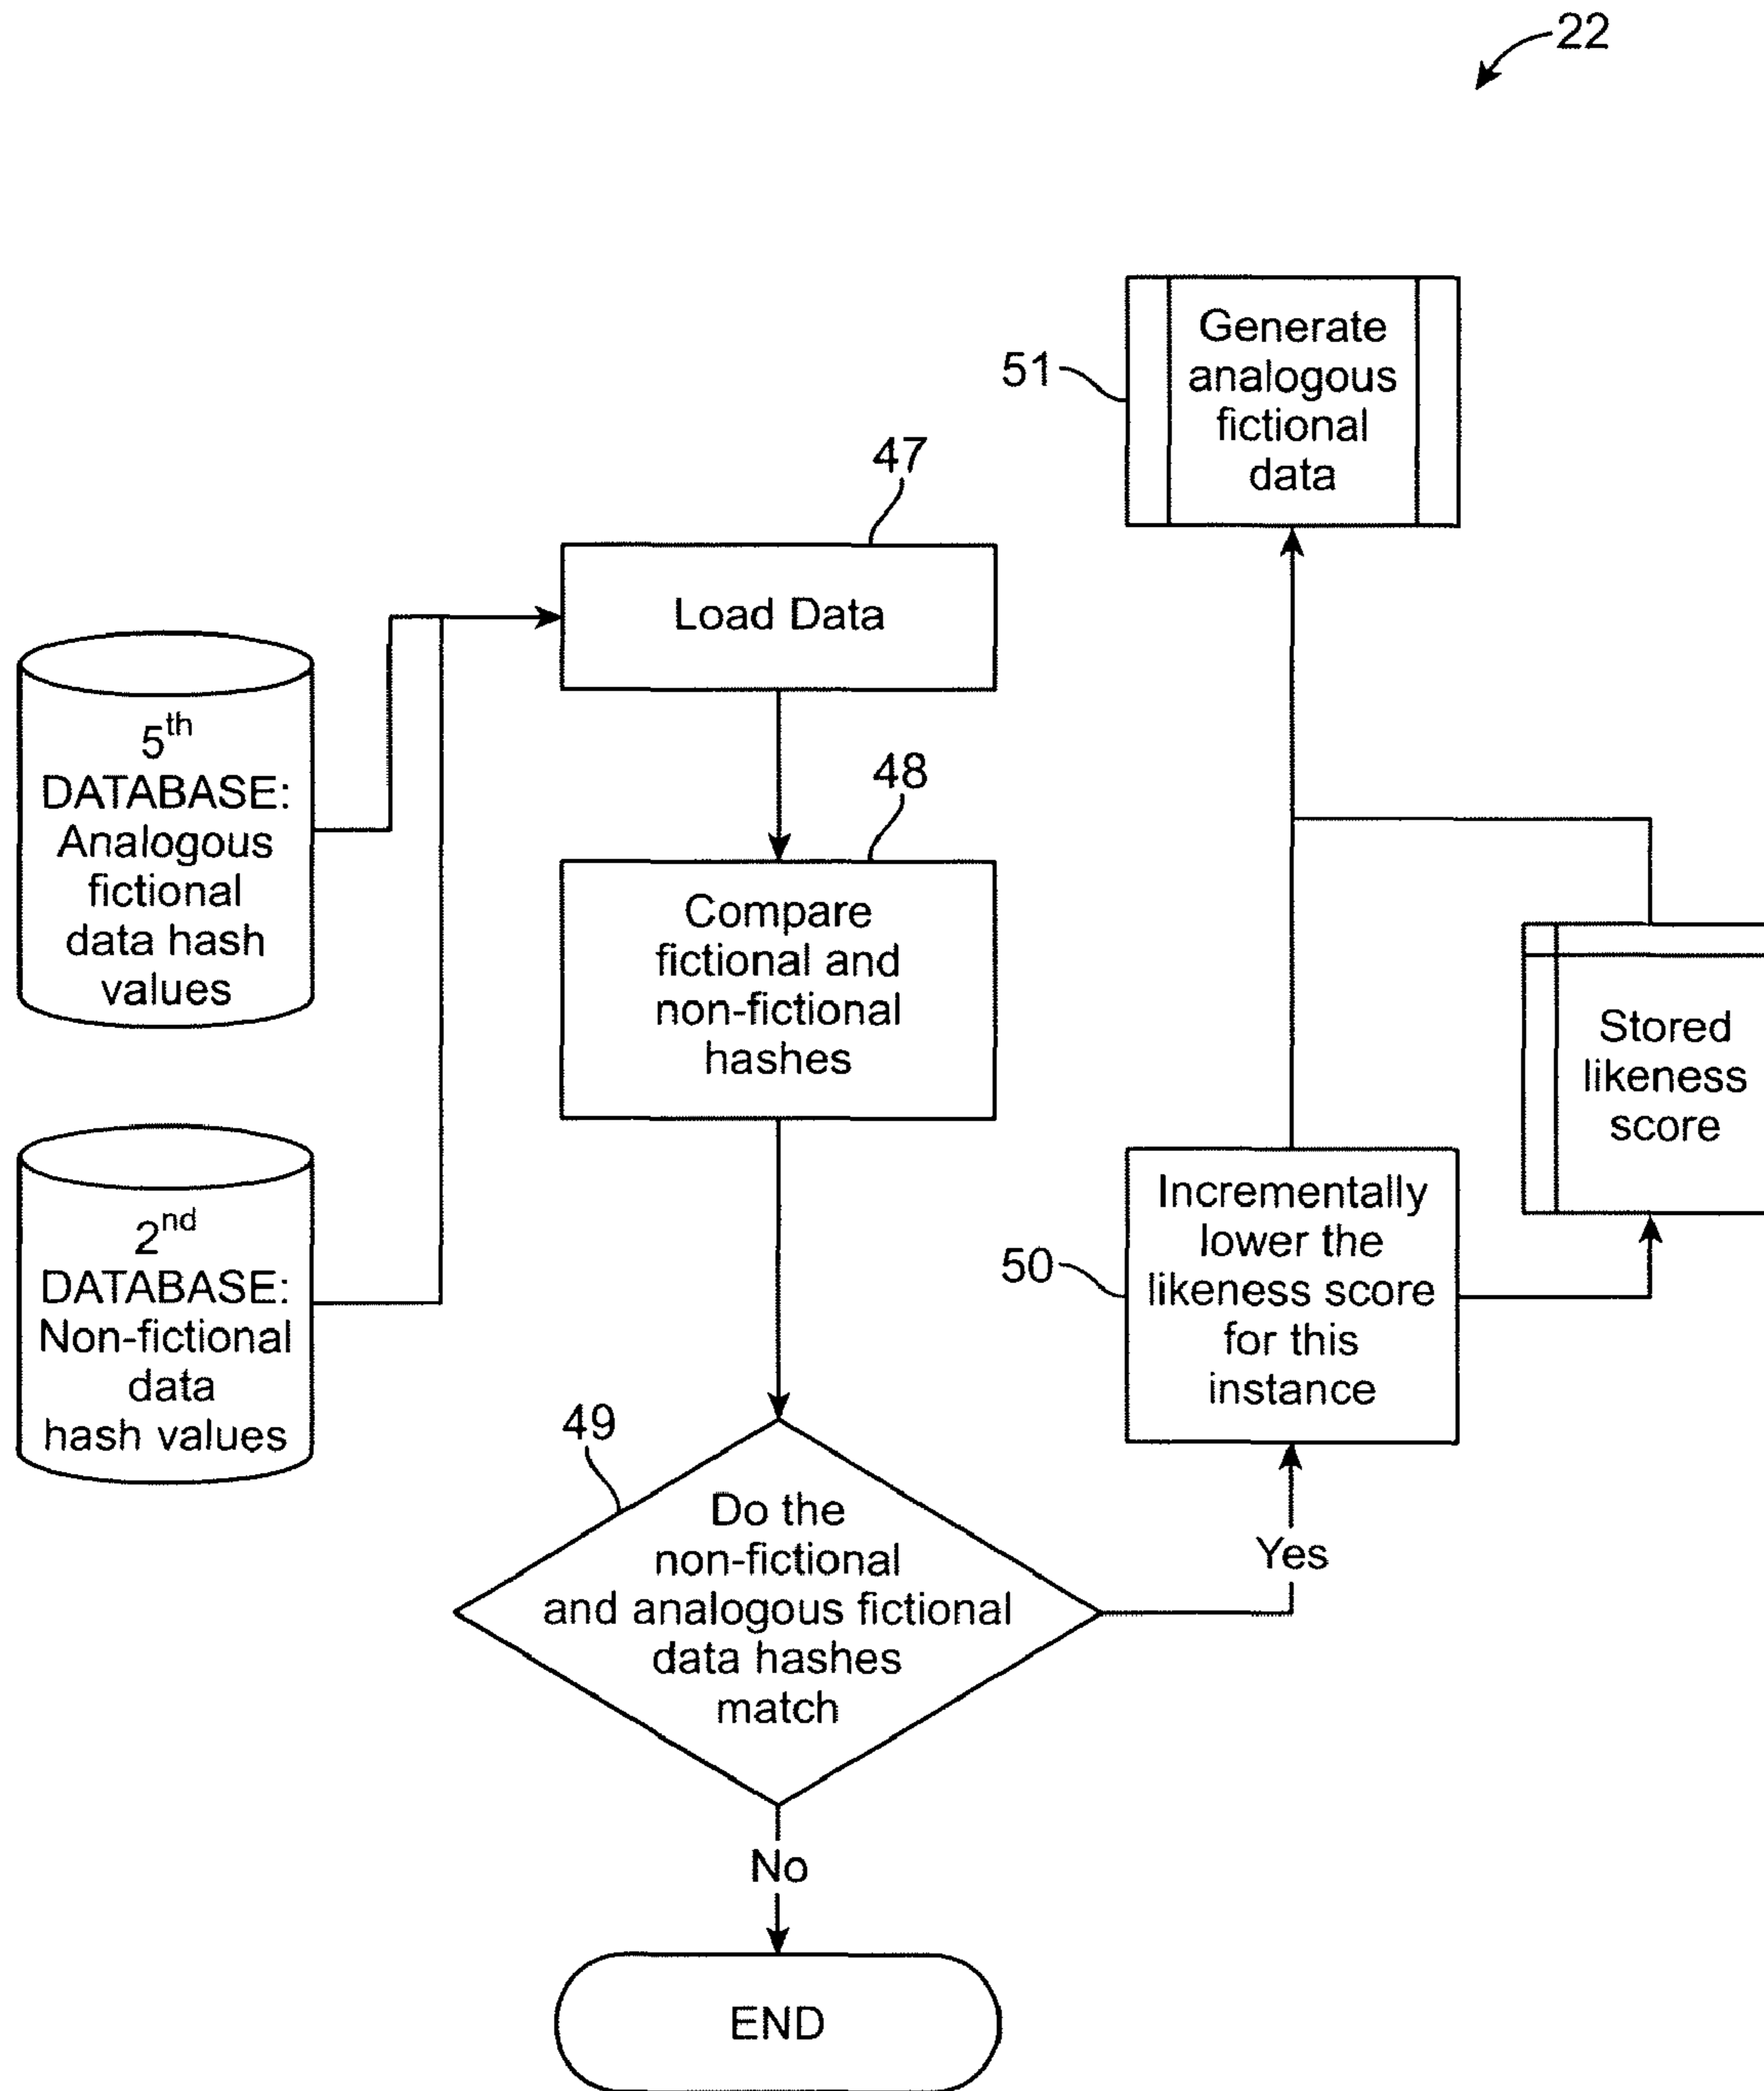 22
51
Generate
analogous
fictional
data
47
Load Data
5th
DATABASE:
Analogous
fictional
data hash
values
48
Compare
fictional and
non-fictional
hashes
Stored
likeness
score
2nd
DATABASE:
Non-fictional
data
hash values
50
Incrementally
lower the
likeness score
for this
instance
49
Do the
non-fictional
and analogous fictional
data hashes
match
Yes
No
END